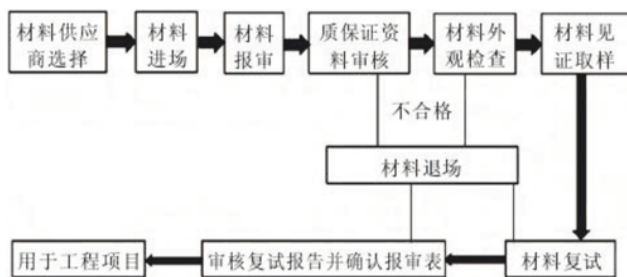 材料供应
商选择
材料
进场
材料
报审
质保证资
料审核
材料外
观检查
材料见
证取样
不合格
材料退场
用于工程项目
审核复试报告并确认报审表
材料复试